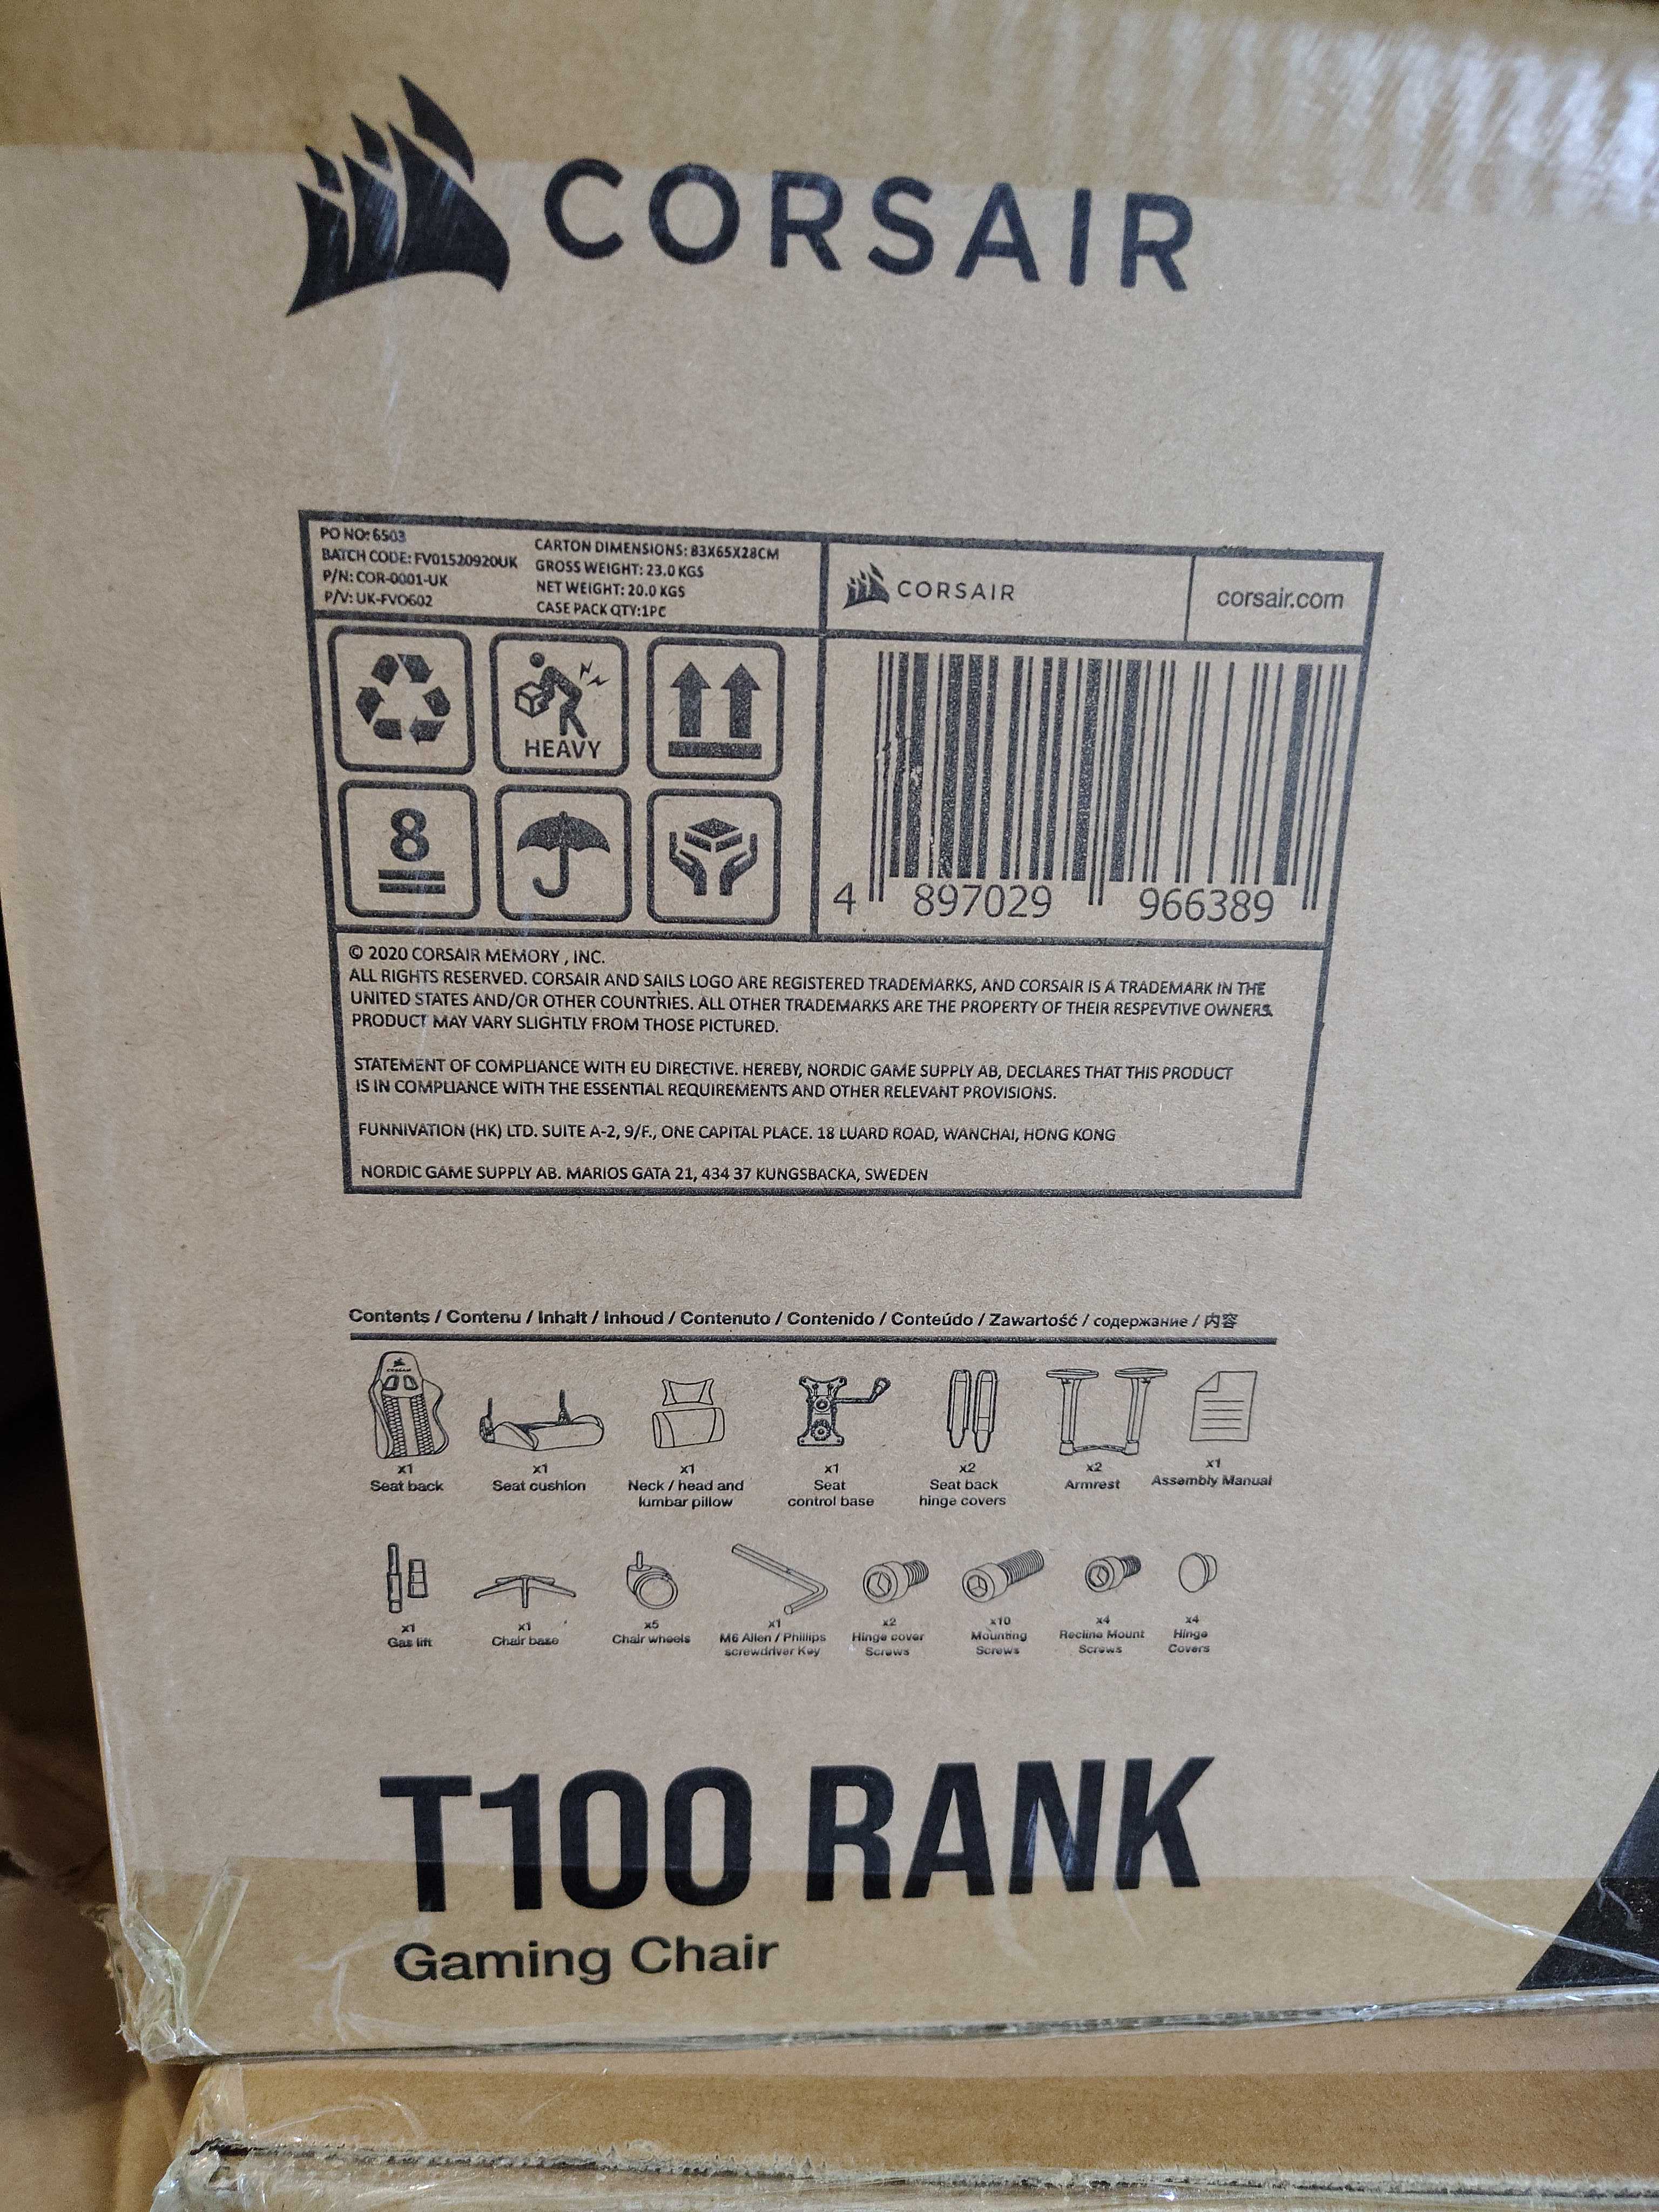 CORSAIR
PO NO: 6503
BATCH CODE: FV01520920UK
P/N: COR-0001-UK
P/V: UK-FVO602
CARTON DIMENSIONS: 83X65X28CM
GROSS WEIGHT: 23.0 KGS
NET WEIGHT: 20.0 KGS
CASE PACK QTY:1PC
CORSAIR
corsair.com
HEAVY
8
4 897029 966389
© 2020 CORSAIR MEMORY , INC.
ALL RIGHTS RESERVED. CORSAIR AND SAILS LOGO ARE REGISTERED TRADEMARKS, AND CORSAIR IS A TRADEMARK IN THE
UNITED STATES AND/OR OTHER COUNTRIES. ALL OTHER TRADEMARKS ARE THE PROPERTY OF THEIR RESPEVTIVE OWNERS.
PRODUCT MAY VARY SLIGHTLY FROM THOSE PICTURED.
STATEMENT OF COMPLIANCE WITH EU DIRECTIVE. HEREBY, NORDIC GAME SUPPLY AB, DECLARES THAT THIS PRODUCT
IS IN COMPLIANCE WITH THE ESSENTIAL REQUIREMENTS AND OTHER RELEVANT PROVISIONS.
FUNNIVATION (HK) LTD. SUITE A-2, 9/F., ONE CAPITAL PLACE. 18 LUARD ROAD, WANCHAI, HONG KONG
NORDIC GAME SUPPLY AB. MARIOS GATA 21, 434 37 KUNGSBACKA, SWEDEN
Contents / Contenu / Inhalt / Inhoud / Contenuto / Contenido / Conteúdo / Zawartość / содержание / 内容
CORSAIR
x1
Seat back
x1
Seat cushion
x1
Neck / head and
lumbar pillow
x1
Seat
control base
x2
Seat back
hinge covers
x2
Armrest
x1
Assembly Manual
x1
Gas lift
x1
Chair base
x5
Chair wheels
x1
M6 Allen / Phillips
screwdriver Key
x2
Hinge cover
Screws
x10
Mounting
Screws
x4
Recline Mount
Screws
x4
Hinge
Covers
T100 RANK
Gaming Chair